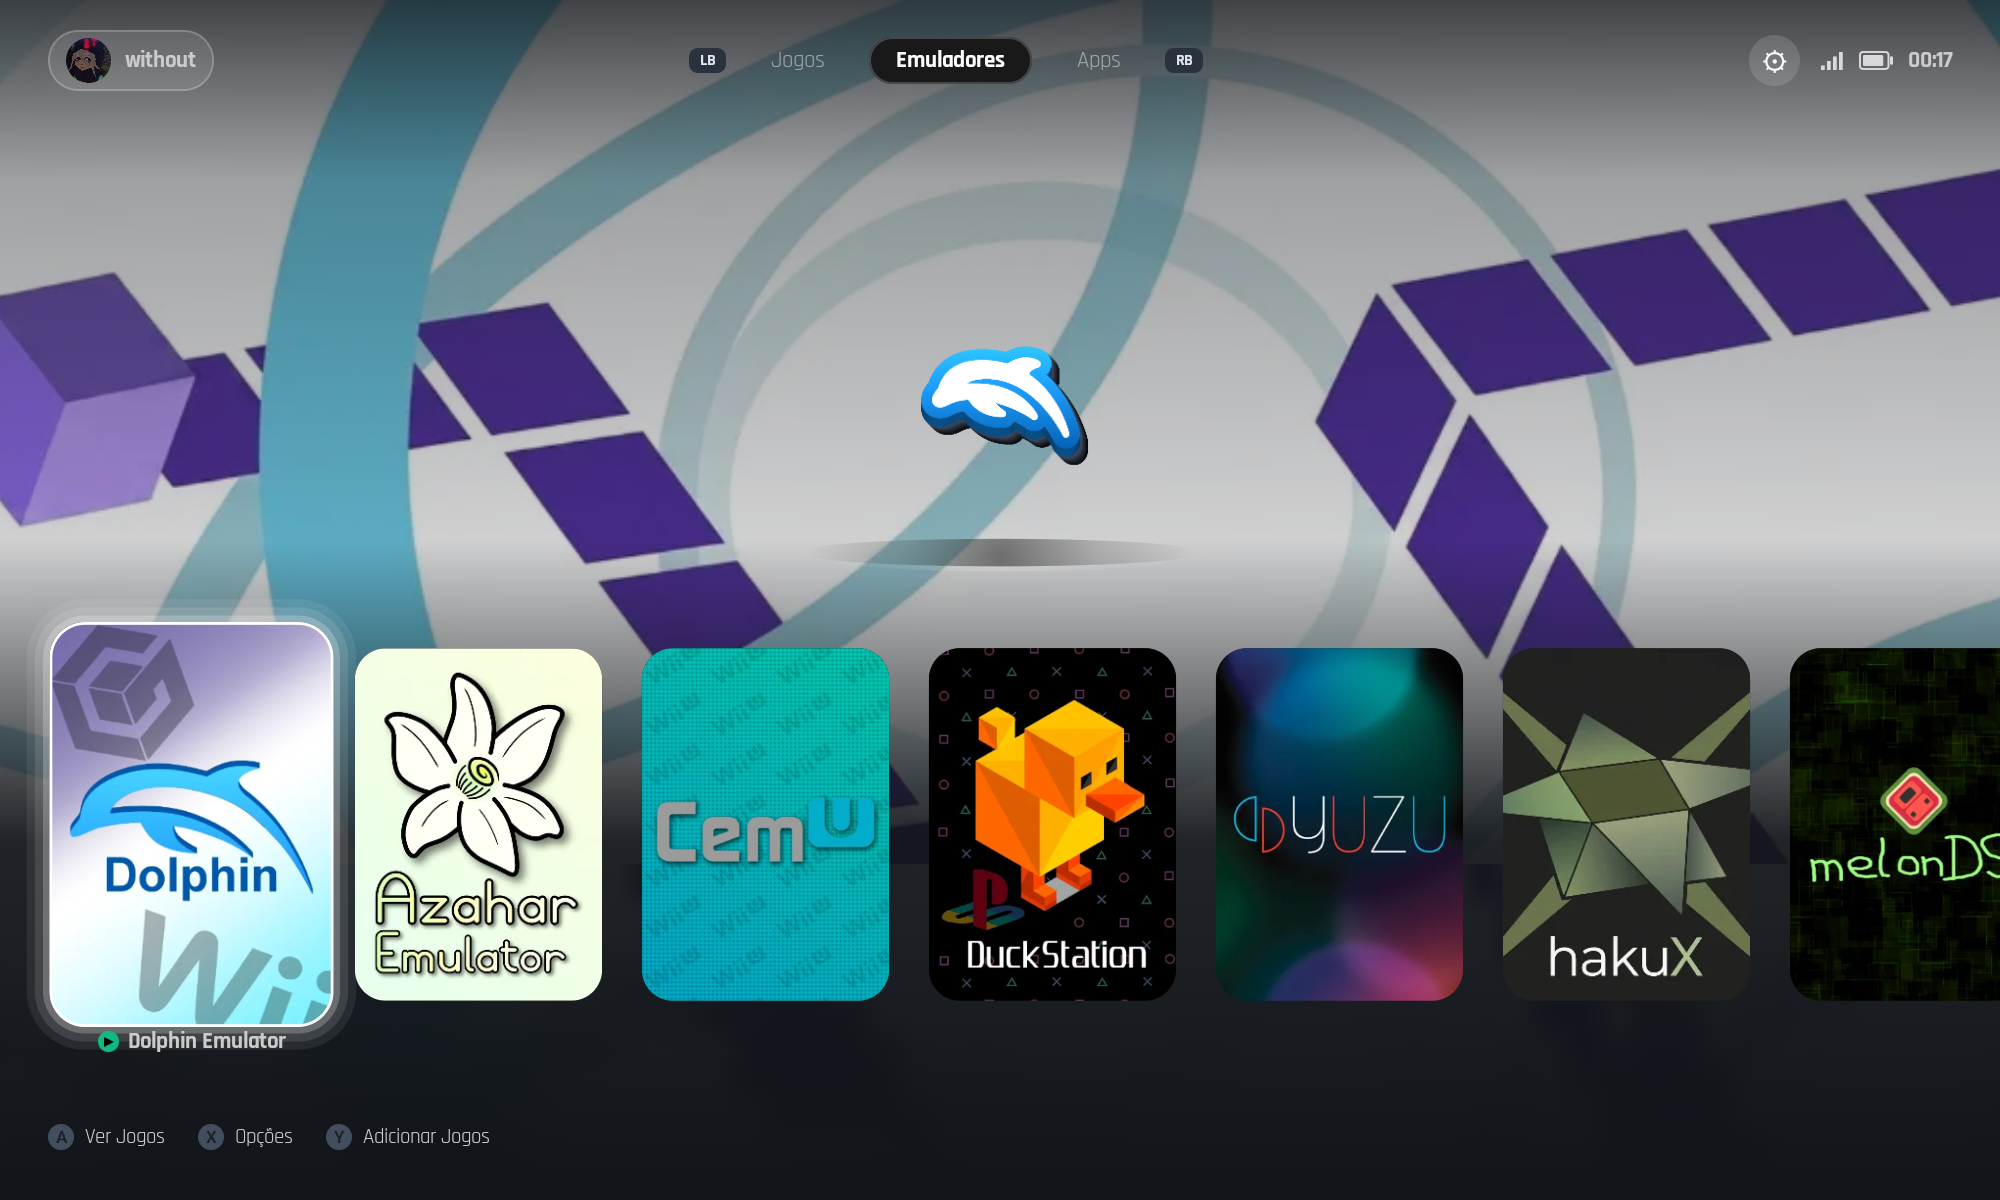 without
LB
Jogos
Emuladores
Apps
RB
00:17
Dolphin
Wii
Azahar
Emulator
Cemu
DuckStation
yuzu
hakuX
melonDS
Dolphin Emulator
A Ver Jogos
X Opções
Y Adicionar Jogos